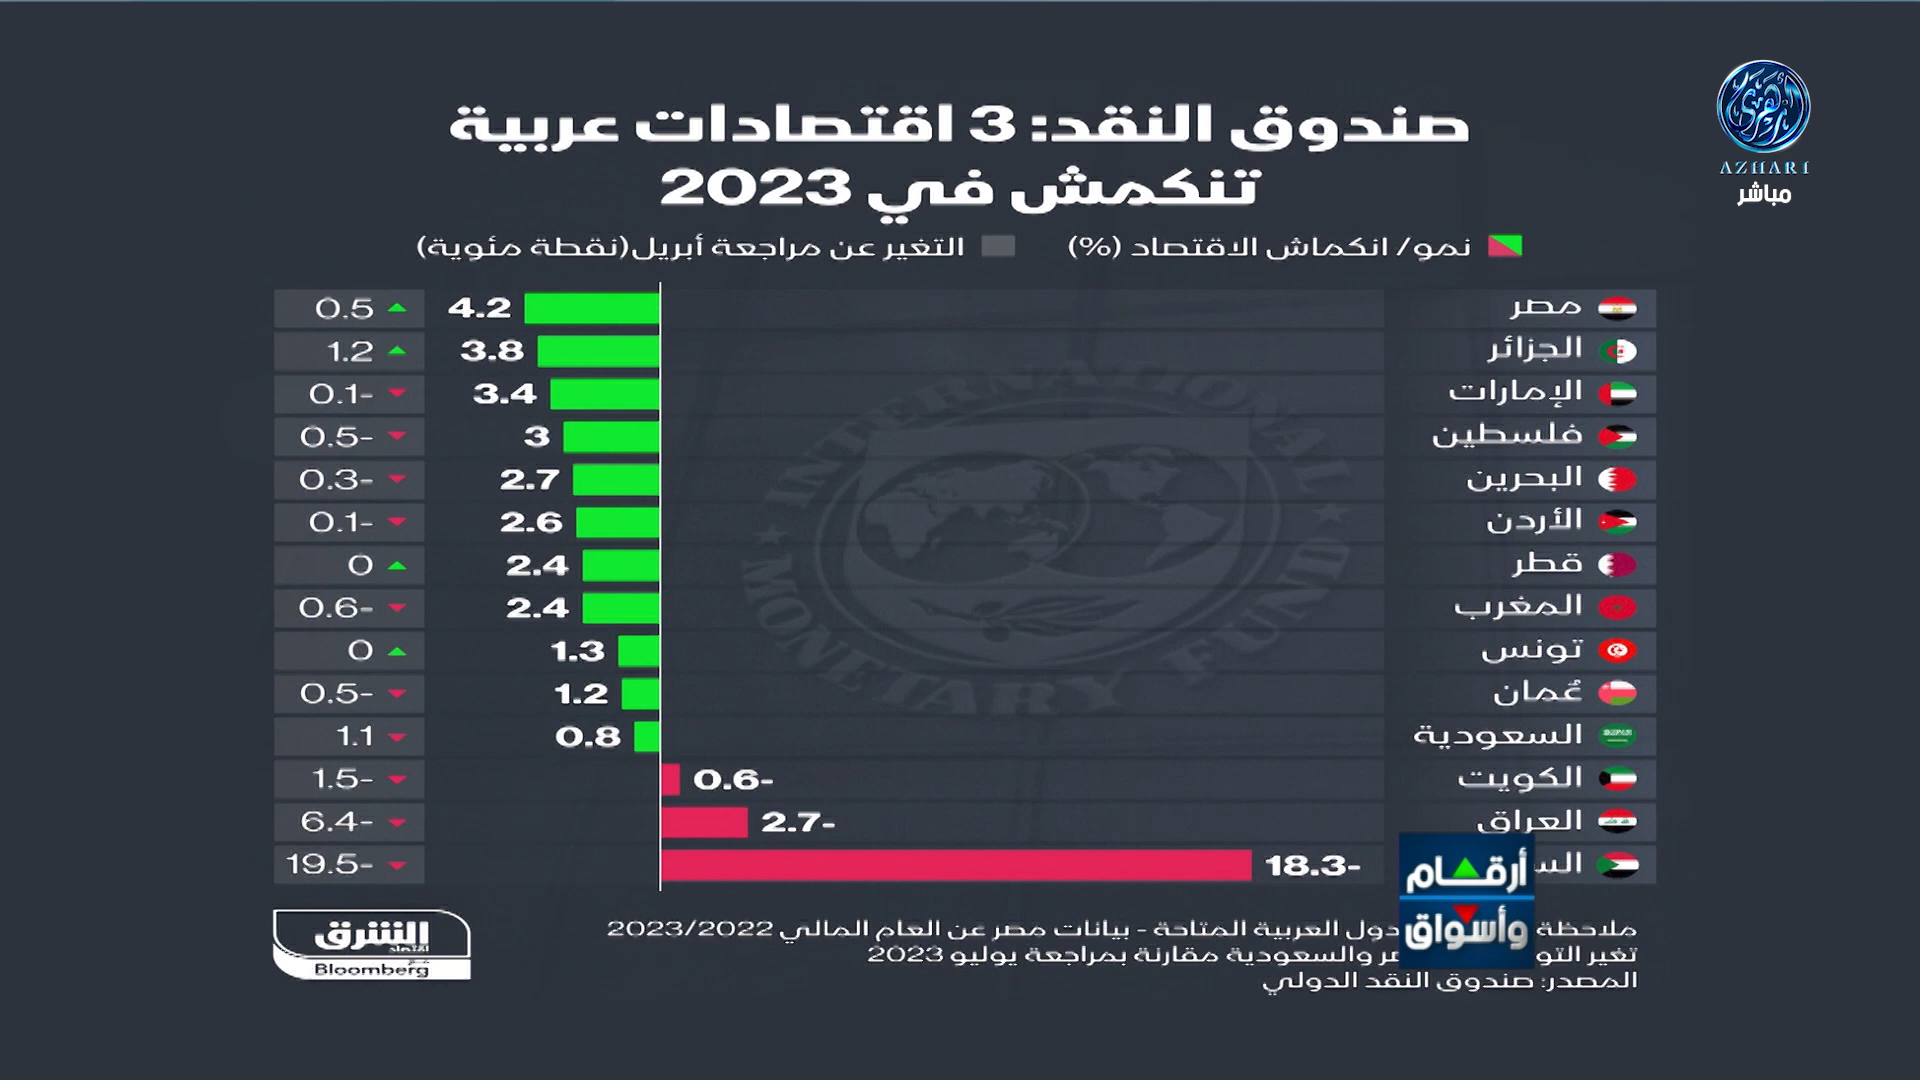 AZHARI
مباشر
صندوق النقد: 3 اقتصادات عربية
تنكمش في 2023
نمو/ انكماش الاقتصاد (%)
التغير عن مراجعة أبريل(نقطة مئوية)
مصر 4.2 0.5
الجزائر 3.8 1.2
الإمارات 3.4 0.1-
فلسطين 3 0.5-
البحرين 2.7 0.3-
الأردن 2.6 0.1-
قطر 2.4 0
المغرب 2.4 0.6-
تونس 1.3 0
عُمان 1.2 0.5-
السعودية 0.8 1.1
الكويت 0.6- 1.5-
العراق 2.7- 6.4-
18.3- 19.5-
أرقام
وأسواق
ملاحظة العربية المتاحة - بيانات مصر عن العام المالي 2023/2022
تغير والسعودية مقارنة بمراجعة يوليو 2023
المصدر: صندوق النقد الدولي
INTERNATIONAL MONETARY FUND
الشرق
اقتصاد
مع
Bloomberg